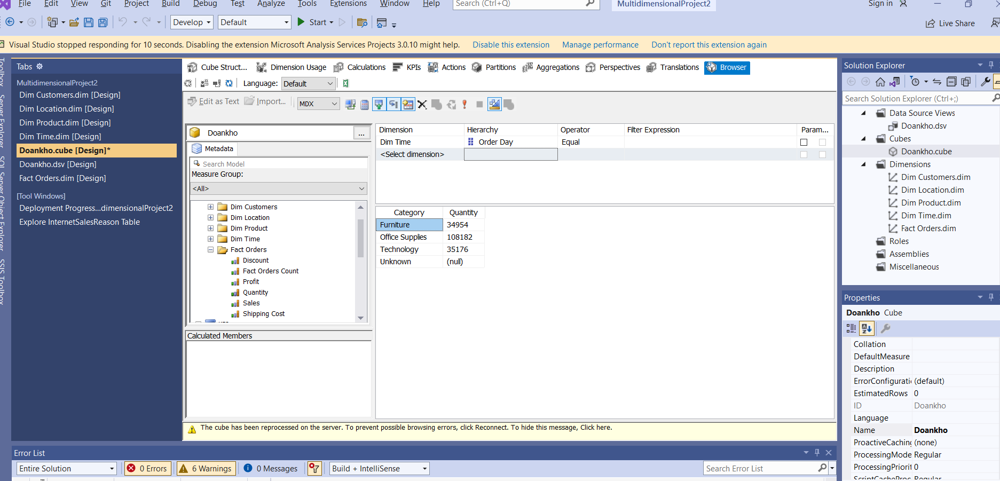 File Edit View Git Project Build Debug Test Analyze Tools Extensions Window Help Search (Ctrl+Q) MultidimensionalProject2 Sign in
Develop Default Start Live Share
Visual Studio stopped responding for 10 seconds. Disabling the extension Microsoft Analysis Services Projects 3.0.10 might help. Disable this extension Manage performance Don't report this extension again
Toolbox
Server Explorer
SQL Server Object Explorer
SSIS Toolbox
Tabs
MultidimensionalProject2
Dim Customers.dim [Design]
Dim Location.dim [Design]
Dim Product.dim [Design]
Dim Time.dim [Design]
Doankho.cube [Design]*
Doankho.dsv [Design]
Fact Orders.dim [Design]
[Tool Windows]
Deployment Progress...dimensionalProject2
Explore InternetSalesReason Table
Cube Struct... Dimension Usage Calculations KPIs Actions Partitions Aggregations Perspectives Translations Browser
Language: Default
Edit as Text Import... MDX
Doankho ...
Metadata
Search Model
Measure Group:
<All>
Dim Customers
Dim Location
Dim Product
Dim Time
Fact Orders
Discount
Fact Orders Count
Profit
Quantity
Sales
Shipping Cost
Calculated Members
Dimension Hierarchy Operator Filter Expression Param...
Dim Time Order Day Equal
<Select dimension>
Category Quantity
Furniture 34954
Office Supplies 108182
Technology 35176
Unknown (null)
The cube has been reprocessed on the server. To prevent possible browsing errors, click Reconnect. To hide this message, Click here.
Error List
Entire Solution 0 Errors 6 Warnings 0 Messages Build + IntelliSense Search Error List
Solution Explorer
Search Solution Explorer (Ctrl+;)
Data Source Views
Doankho.dsv
Cubes
Doankho.cube
Dimensions
Dim Customers.dim
Dim Location.dim
Dim Product.dim
Dim Time.dim
Fact Orders.dim
Roles
Assemblies
Miscellaneous
Properties
Doankho Cube
Collation
DefaultMeasure
Description
ErrorConfigurati (default)
EstimatedRows 0
ID Doankho
Language
Name Doankho
ProactiveCaching (none)
ProcessingMode Regular
ProcessingPriorit 0
ScriptCacheProc Regular